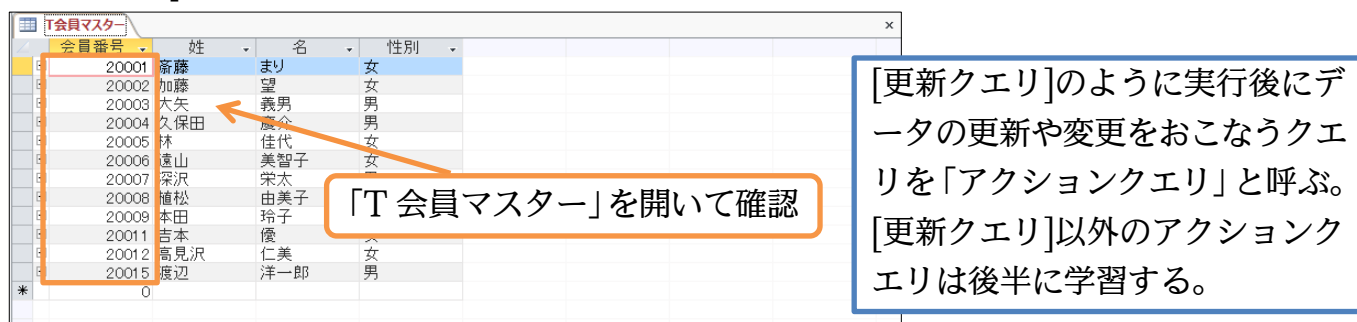 T会員マスター
会員番号 姓 名 性別
20001 斎藤 まり 女
20002 加藤 望 女
20003 大矢 義男 男
20004 久保田 慶介 男
20005 林 佳代 女
20006 遠山 美智子 女
20007 深沢 栄太
20008 植松 由美子
20009 本田 玲子
20011 吉本 優
20012 高見沢 仁美 女
20015 渡辺 洋一郎 男
* 0
「T 会員マスター」を開いて確認
[更新クエリ]のように実行後にデ
ータの更新や変更をおこなうクエ
リを「アクションクエリ」と呼ぶ。
[更新クエリ]以外のアクションク
エリは後半に学習する。